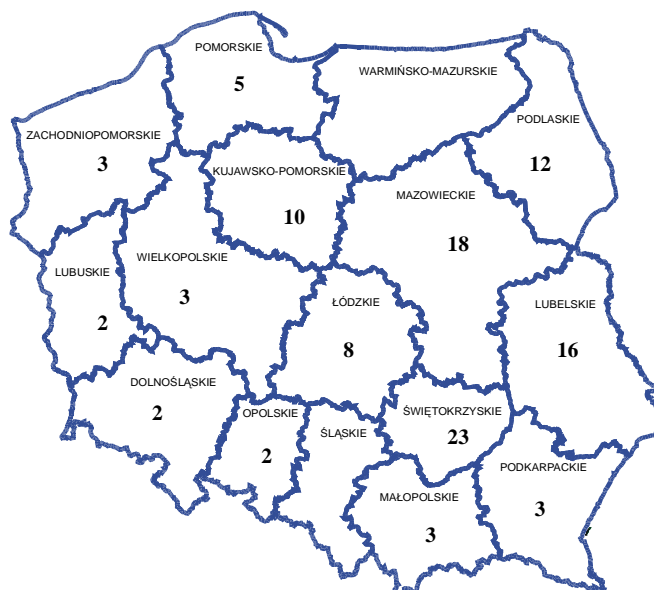 POMORSKIE
5
WARMIŃSKO-MAZURSKIE
PODLASKIE
12
ZACHODNIOPOMORSKIE
3
KUJAWSKO-POMORSKIE
10
MAZOWIECKIE
18
WIELKOPOLSKIE
3
LUBUSKIE
2
ŁÓDZKIE
8
LUBELSKIE
16
DOLNOŚLĄSKIE
2
OPOLSKIE
2
ŚLĄSKIE
ŚWIĘTOKRZYSKIE
23
MAŁOPOLSKIE
3
PODKARPACKIE
3